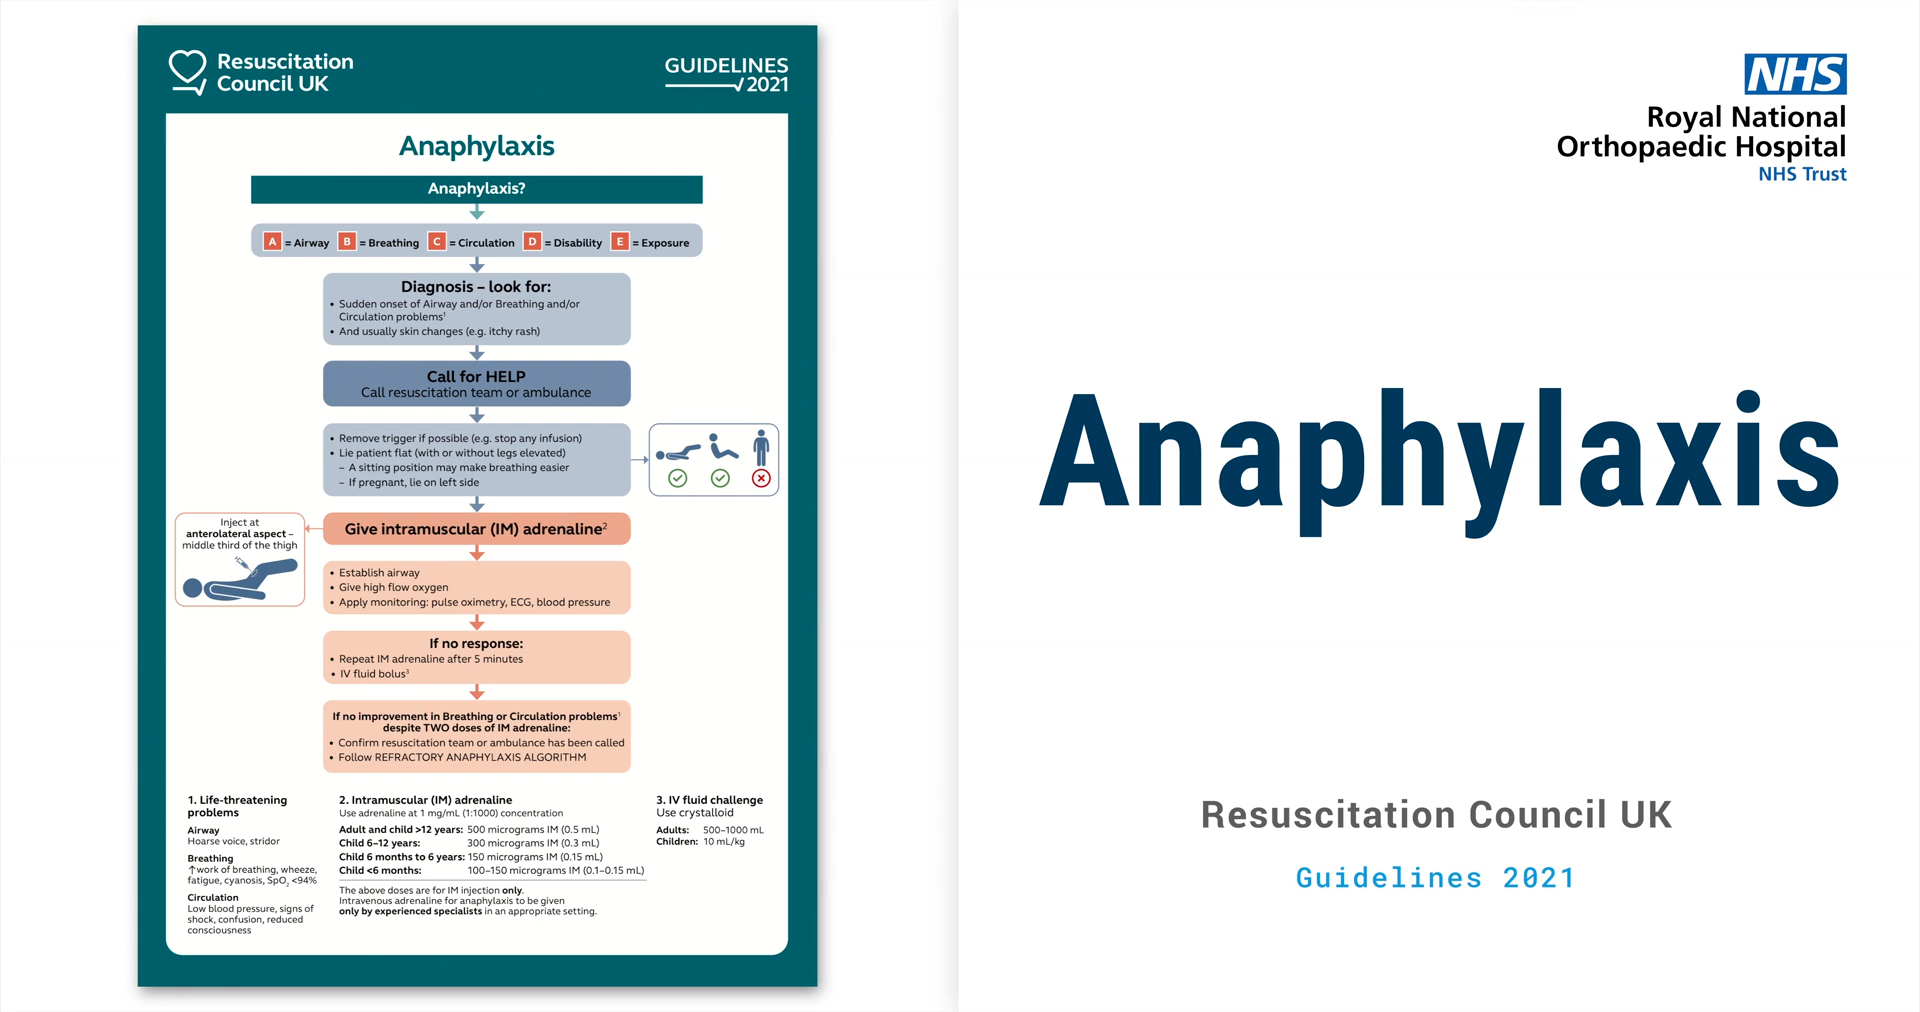 Resuscitation
Council UK
GUIDELINES
2021
Anaphylaxis
Anaphylaxis?
A = Airway B = Breathing C = Circulation D = Disability E = Exposure
Diagnosis – look for:
• Sudden onset of Airway and/or Breathing and/or
Circulation problems¹
• And usually skin changes (e.g. itchy rash)
Call for HELP
Call resuscitation team or ambulance
• Remove trigger if possible (e.g. stop any infusion)
• Lie patient flat (with or without legs elevated)
– A sitting position may make breathing easier
– If pregnant, lie on left side
Inject at
anterolateral aspect –
middle third of the thigh
Give intramuscular (IM) adrenaline²
• Establish airway
• Give high flow oxygen
• Apply monitoring: pulse oximetry, ECG, blood pressure
If no response:
• Repeat IM adrenaline after 5 minutes
• IV fluid bolus³
If no improvement in Breathing or Circulation problems¹
despite TWO doses of IM adrenaline:
• Confirm resuscitation team or ambulance has been called
• Follow REFRACTORY ANAPHYLAXIS ALGORITHM
1. Life-threatening
problems
Airway
Hoarse voice, stridor
Breathing
↑work of breathing, wheeze,
fatigue, cyanosis, SpO₂ <94%
Circulation
Low blood pressure, signs of
shock, confusion, reduced
consciousness
2. Intramuscular (IM) adrenaline
Use adrenaline at 1 mg/mL (1:1000) concentration
Adult and child >12 years: 500 micrograms IM (0.5 mL)
Child 6–12 years: 300 micrograms IM (0.3 mL)
Child 6 months to 6 years: 150 micrograms IM (0.15 mL)
Child <6 months: 100–150 micrograms IM (0.1–0.15 mL)
The above doses are for IM injection only.
Intravenous adrenaline for anaphylaxis to be given
only by experienced specialists in an appropriate setting.
3. IV fluid challenge
Use crystalloid
Adults: 500–1000 mL
Children: 10 mL/kg
NHS
Royal National
Orthopaedic Hospital
NHS Trust
Anaphylaxis
Resuscitation Council UK
Guidelines 2021